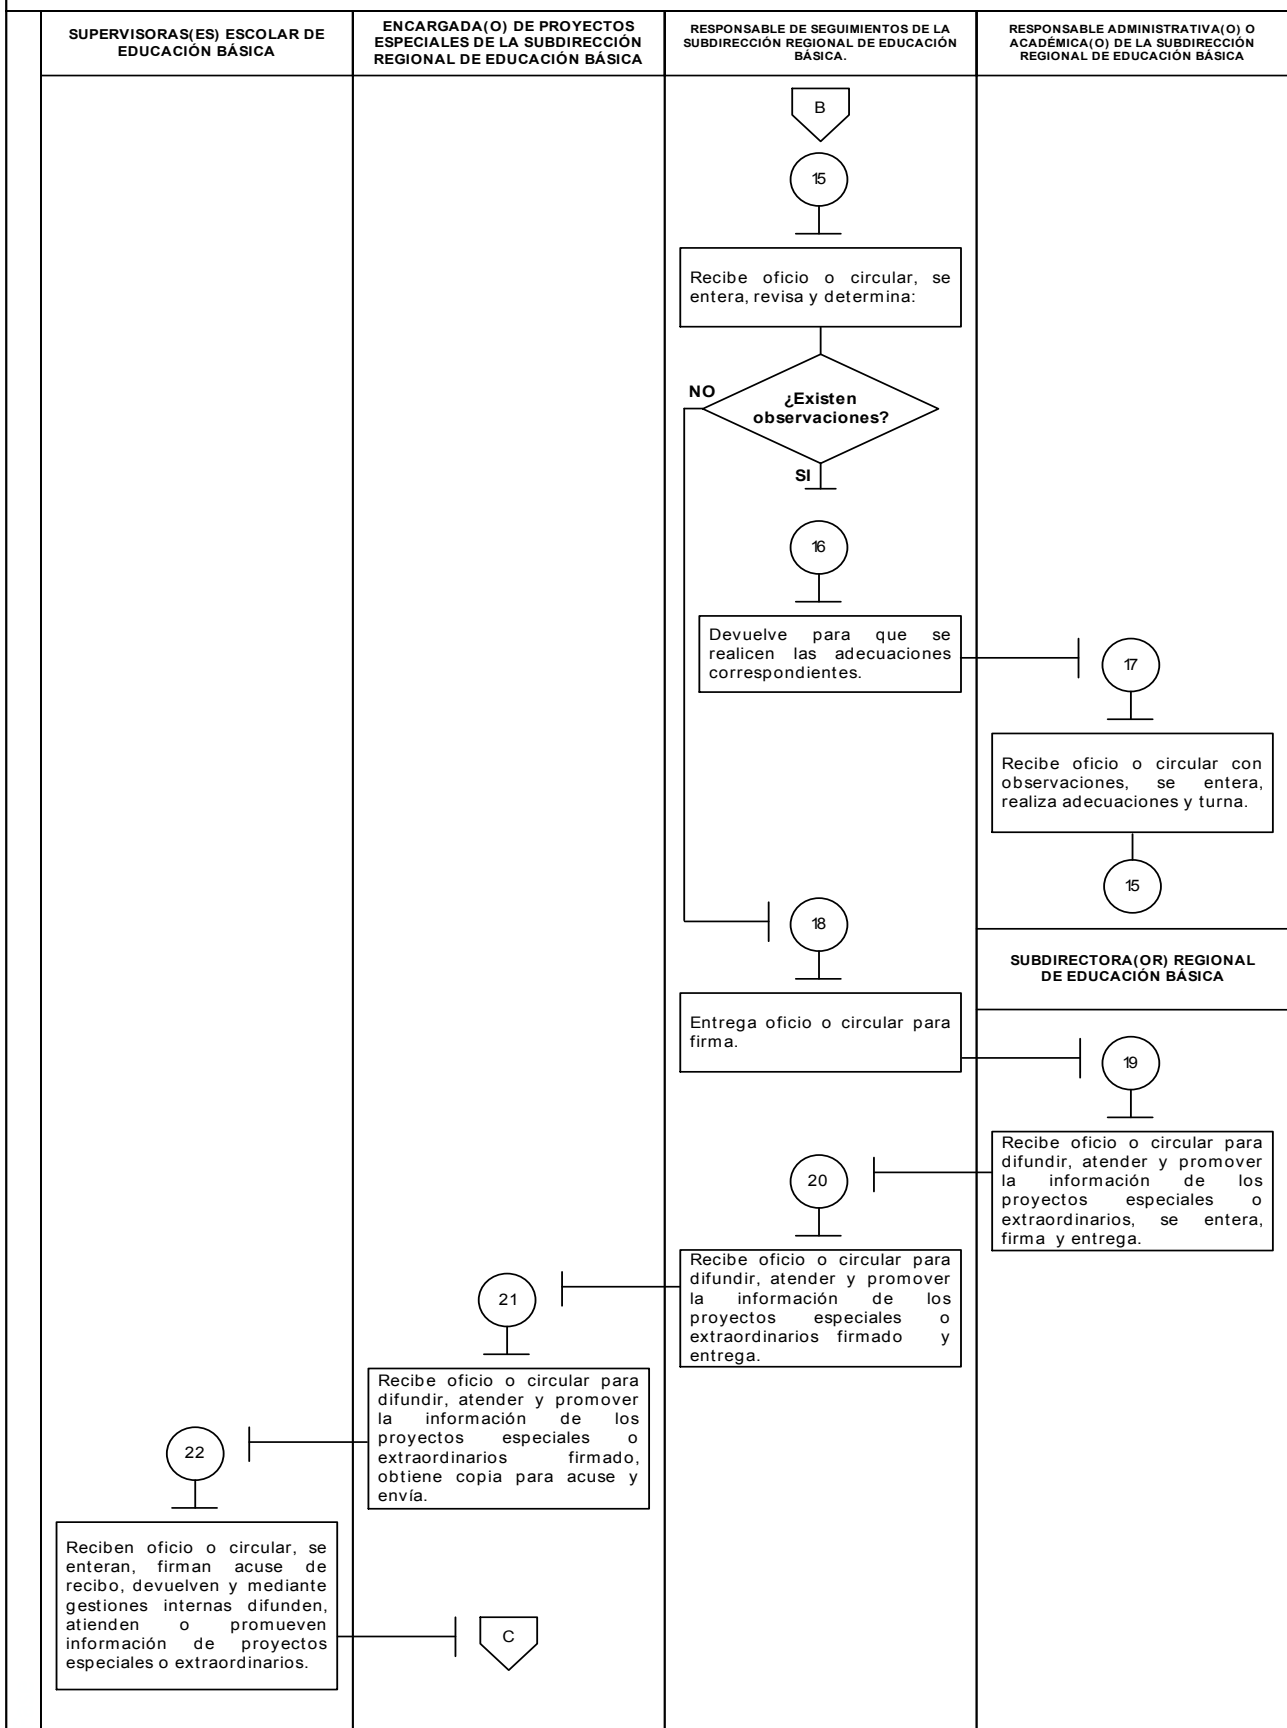 SUPERVISORAS(ES) ESCOLAR DE
EDUCACIÓN BÁSICA
ENCARGADA(O) DE PROYECTOS
ESPECIALES DE LA SUBDIRECCIÓN
REGIONAL DE EDUCACIÓN BÁSICA
RESPONSABLE DE SEGUIMIENTOS DE LA
SUBDIRECCIÓN REGIONAL DE EDUCACIÓN
BÁSICA.
RESPONSABLE ADMINISTRATIVA(O) O
ACADÉMICA(O) DE LA SUBDIRECCIÓN
REGIONAL DE EDUCACIÓN BÁSICA
B
15
Recibe oficio o circular, se
entera, revisa y determina:
NO
¿Existen
observaciones?
SI
16
Devuelve para que se
realicen las adecuaciones
correspondientes.
17
Recibe oficio o circular con
observaciones, se entera,
realiza adecuaciones y turna.
15
18
SUBDIRECTORA(OR) REGIONAL
DE EDUCACIÓN BÁSICA
Entrega oficio o circular para
firma.
19
Recibe oficio o circular para
difundir, atender y promover
la información de los
proyectos especiales o
extraordinarios, se entera,
firma y entrega.
20
Recibe oficio o circular para
difundir, atender y promover
la información de los
proyectos especiales o
extraordinarios firmado y
entrega.
21
Recibe oficio o circular para
difundir, atender y promover
la información de los
proyectos especiales o
extraordinarios firmado,
obtiene copia para acuse y
envía.
22
Reciben oficio o circular, se
enteran, firman acuse de
recibo, devuelven y mediante
gestiones internas difunden,
atienden o promueven
información de proyectos
especiales o extraordinarios.
C